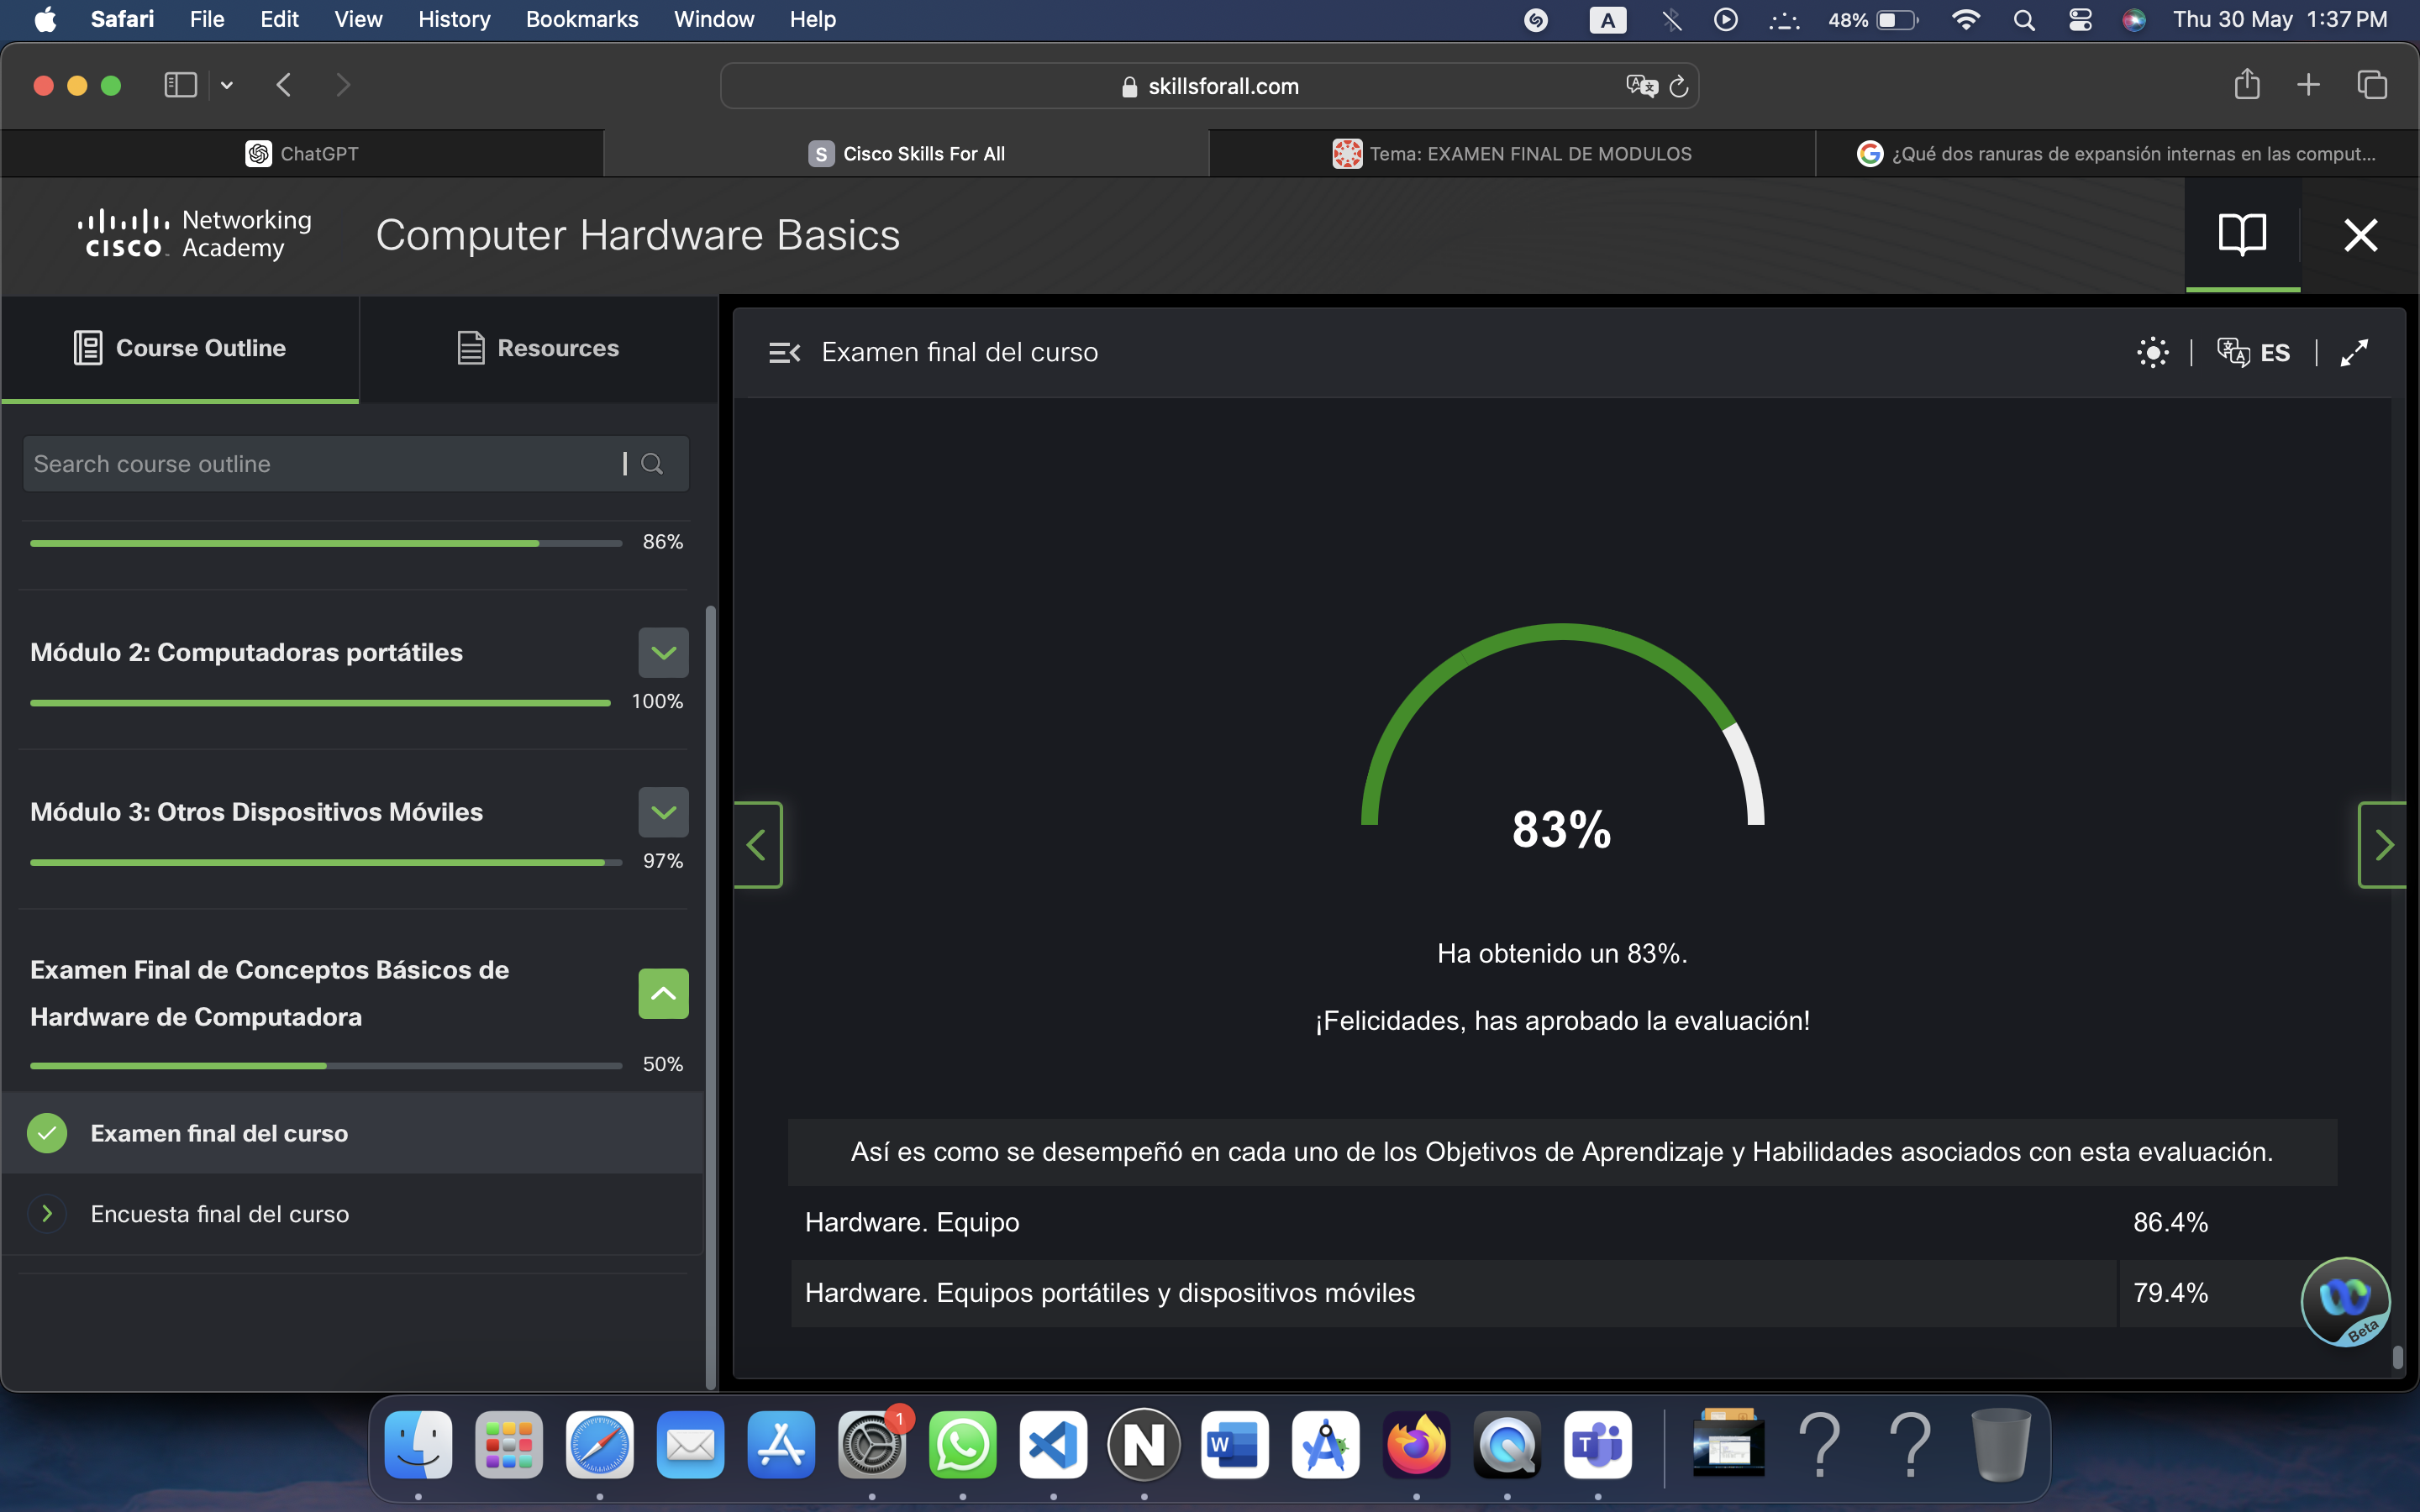 Safari File Edit View History Bookmarks Window Help
A 48% Thu 30 May 1:37 PM
skillsforall.com
ChatGPT
S Cisco Skills For All
Tema: EXAMEN FINAL DE MODULOS
¿Qué dos ranuras de expansión internas en las comput...
CISCO Networking
Academy
Computer Hardware Basics
Course Outline
Resources
Search course outline
86%
Módulo 2: Computadoras portátiles
100%
Módulo 3: Otros Dispositivos Móviles
97%
Examen Final de Conceptos Básicos de
Hardware de Computadora
50%
Examen final del curso
Encuesta final del curso
Examen final del curso
ES
83%
Ha obtenido un 83%.
¡Felicidades, has aprobado la evaluación!
Así es como se desempeñó en cada uno de los Objetivos de Aprendizaje y Habilidades asociados con esta evaluación.
Hardware. Equipo 86.4%
Hardware. Equipos portátiles y dispositivos móviles 79.4%
Beta
1
N
W
T
? ?